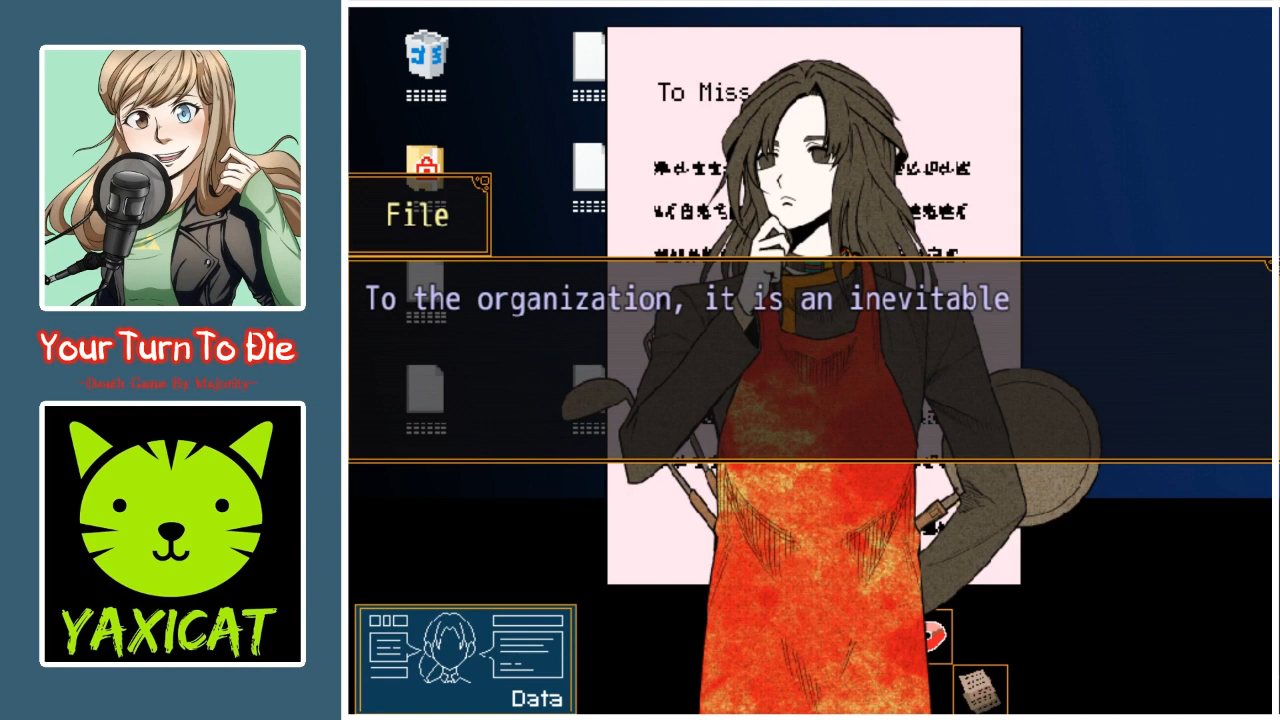 To Miss
File
To the organization, it is an inevitable
Your Turn To Die
-Death Game By Majority-
YAXICAT
Data